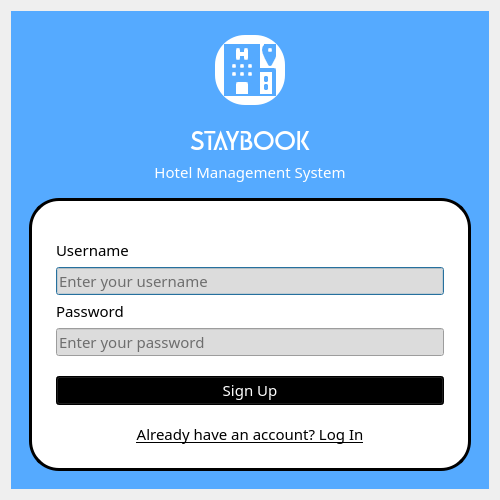 H
STAYBOOK
Hotel Management System
Username
Enter your username
Password
Enter your password
Sign Up
Already have an account? Log In